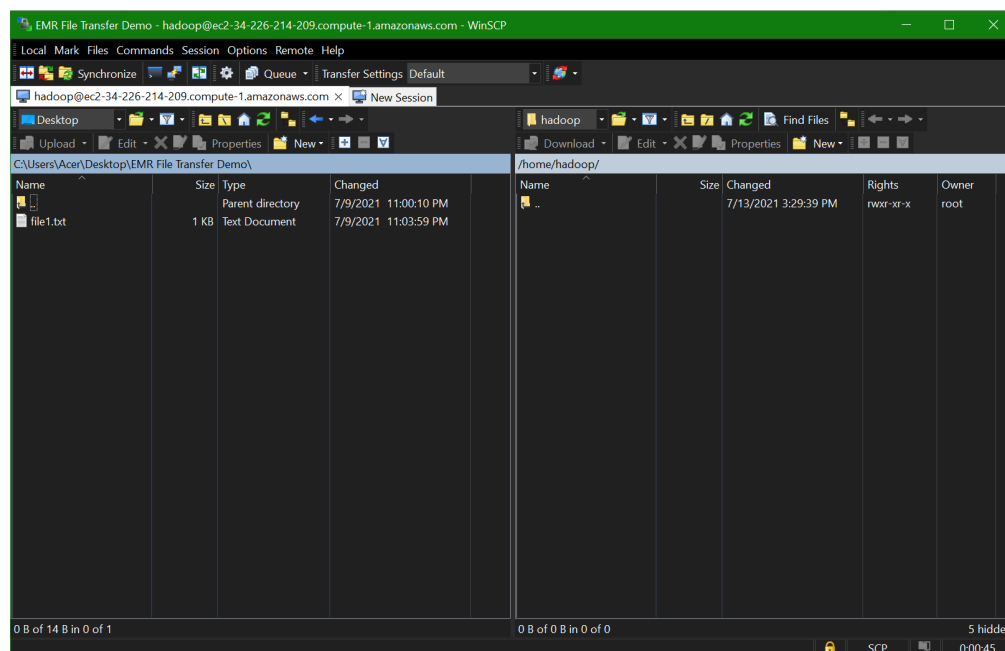 EMR File Transfer Demo - hadoop@ec2-34-226-214-209.compute-1.amazonaws.com - WinSCP
Local Mark Files Commands Session Options Remote Help
Synchronize Queue Transfer Settings Default
hadoop@ec2-34-226-214-209.compute-1.amazonaws.com New Session
Desktop
Upload Edit Properties New
C:\Users\Acer\Desktop\EMR File Transfer Demo\
Name Size Type Changed
.. Parent directory 7/9/2021 11:00:10 PM
file1.txt 1 KB Text Document 7/9/2021 11:03:59 PM
0 B of 14 B in 0 of 1
hadoop Find Files
Download Edit Properties New
/home/hadoop/
Name Size Changed Rights Owner
.. 7/13/2021 3:29:39 PM rwxr-xr-x root
0 B of 0 B in 0 of 0 5 hidde
SCP 0:00:45